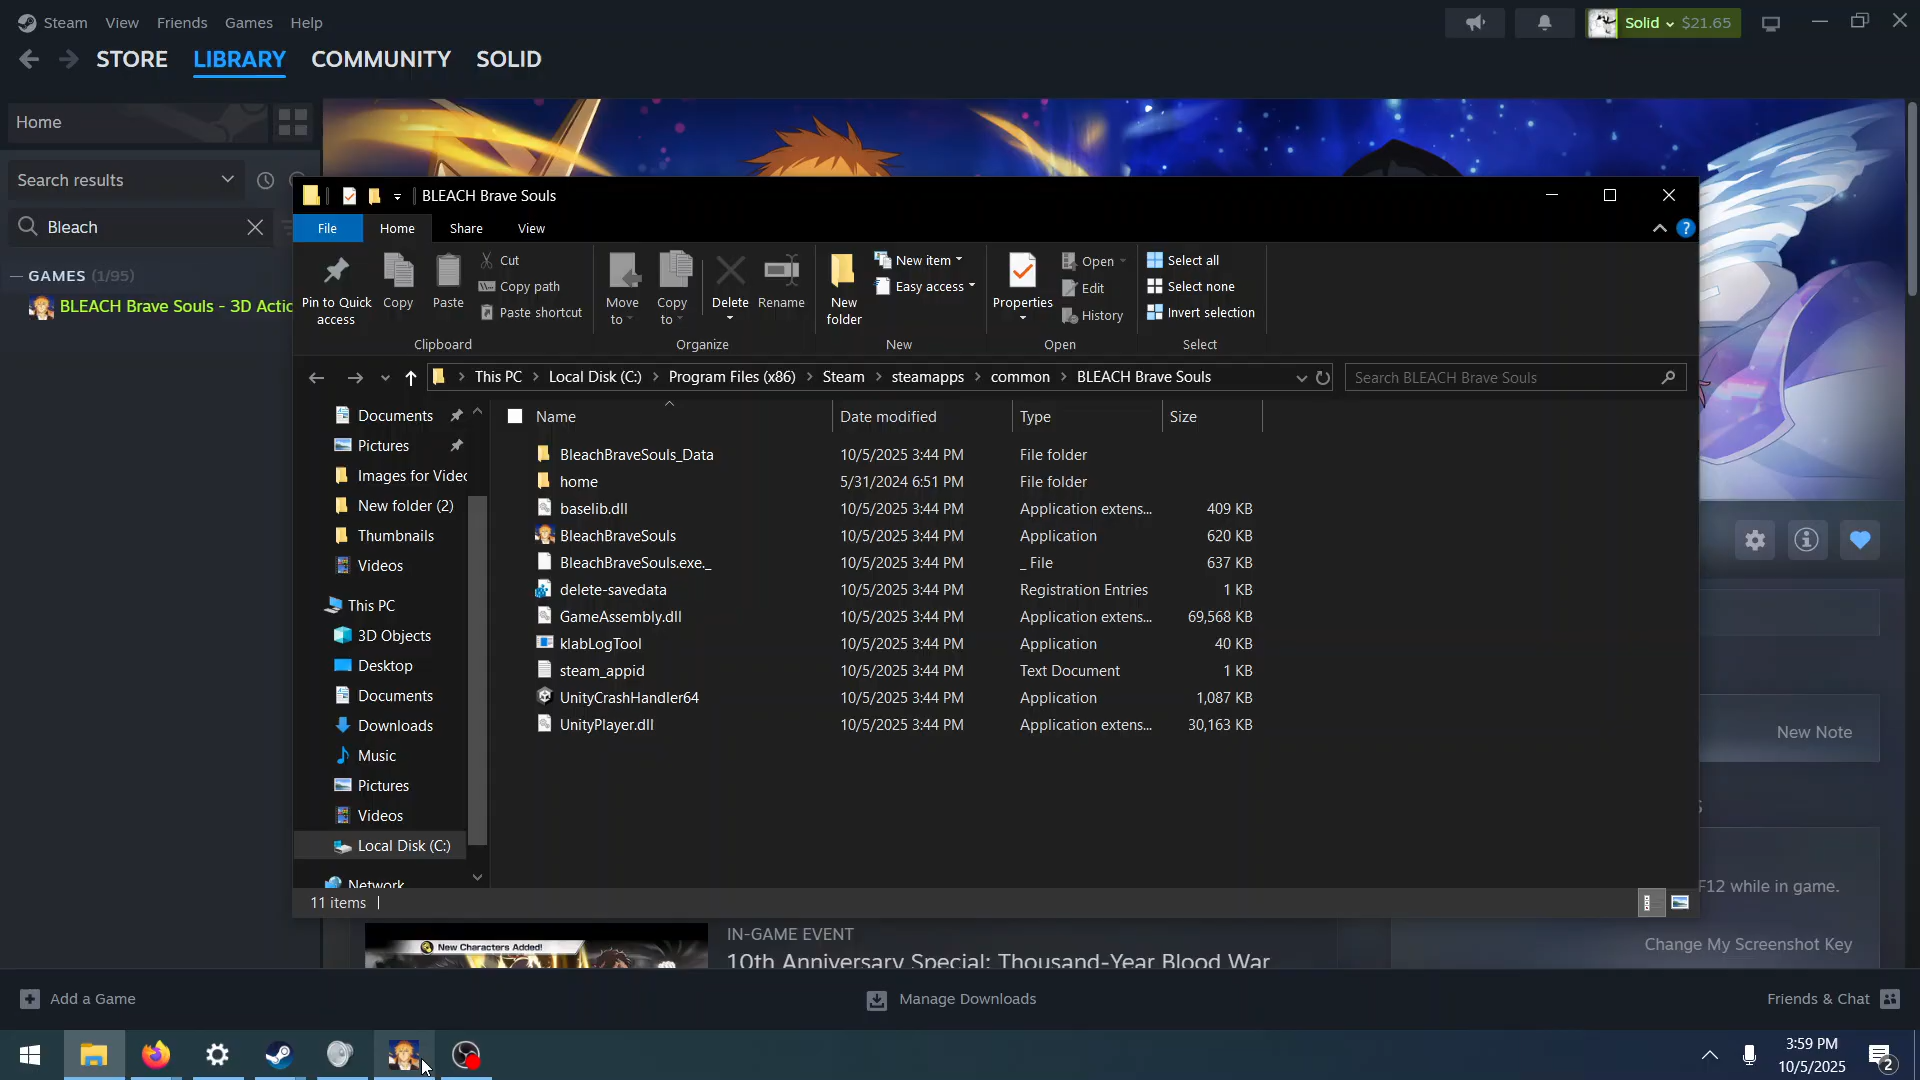 Steam View Friends Games Help
Solid $21.65
STORE LIBRARY COMMUNITY SOLID
Home
Search results
Bleach
GAMES (1/95)
BLEACH Brave Souls - 3D Actic
BLEACH Brave Souls
File Home Share View
Pin to Quick access
Copy
Paste
Cut
Copy path
Paste shortcut
Clipboard
Move to
Copy to
Delete
Rename
Organize
New folder
New item
Easy access
New
Properties
Open
Edit
History
Open
Select all
Select none
Invert selection
Select
This PC > Local Disk (C:) > Program Files (x86) > Steam > steamapps > common > BLEACH Brave Souls
Search BLEACH Brave Souls
Documents
Pictures
Images for Videc
New folder (2)
Thumbnails
Videos
This PC
3D Objects
Desktop
Documents
Downloads
Music
Pictures
Videos
Local Disk (C:)
Network
Name Date modified Type Size
BleachBraveSouls_Data 10/5/2025 3:44 PM File folder
home 5/31/2024 6:51 PM File folder
baselib.dll 10/5/2025 3:44 PM Application extens... 409 KB
BleachBraveSouls 10/5/2025 3:44 PM Application 620 KB
BleachBraveSouls.exe._ 10/5/2025 3:44 PM _ File 637 KB
delete-savedata 10/5/2025 3:44 PM Registration Entries 1 KB
GameAssembly.dll 10/5/2025 3:44 PM Application extens... 69,568 KB
klabLogTool 10/5/2025 3:44 PM Application 40 KB
steam_appid 10/5/2025 3:44 PM Text Document 1 KB
UnityCrashHandler64 10/5/2025 3:44 PM Application 1,087 KB
UnityPlayer.dll 10/5/2025 3:44 PM Application extens... 30,163 KB
11 items
New Note
F12 while in game.
Change My Screenshot Key
New Characters Added!
IN-GAME EVENT
10th Anniversary Special: Thousand-Year Blood War
Add a Game
Manage Downloads
Friends & Chat
3:59 PM
10/5/2025
2